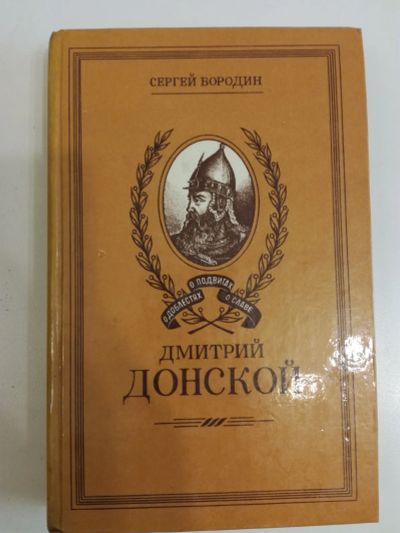 СЕРГЕЙ БОРОДИН
О ДОБЛЕСТЯХ
О ПОДВИГАХ
О СЛАВЕ
ДМИТРИЙ
ДОНСКОЙ